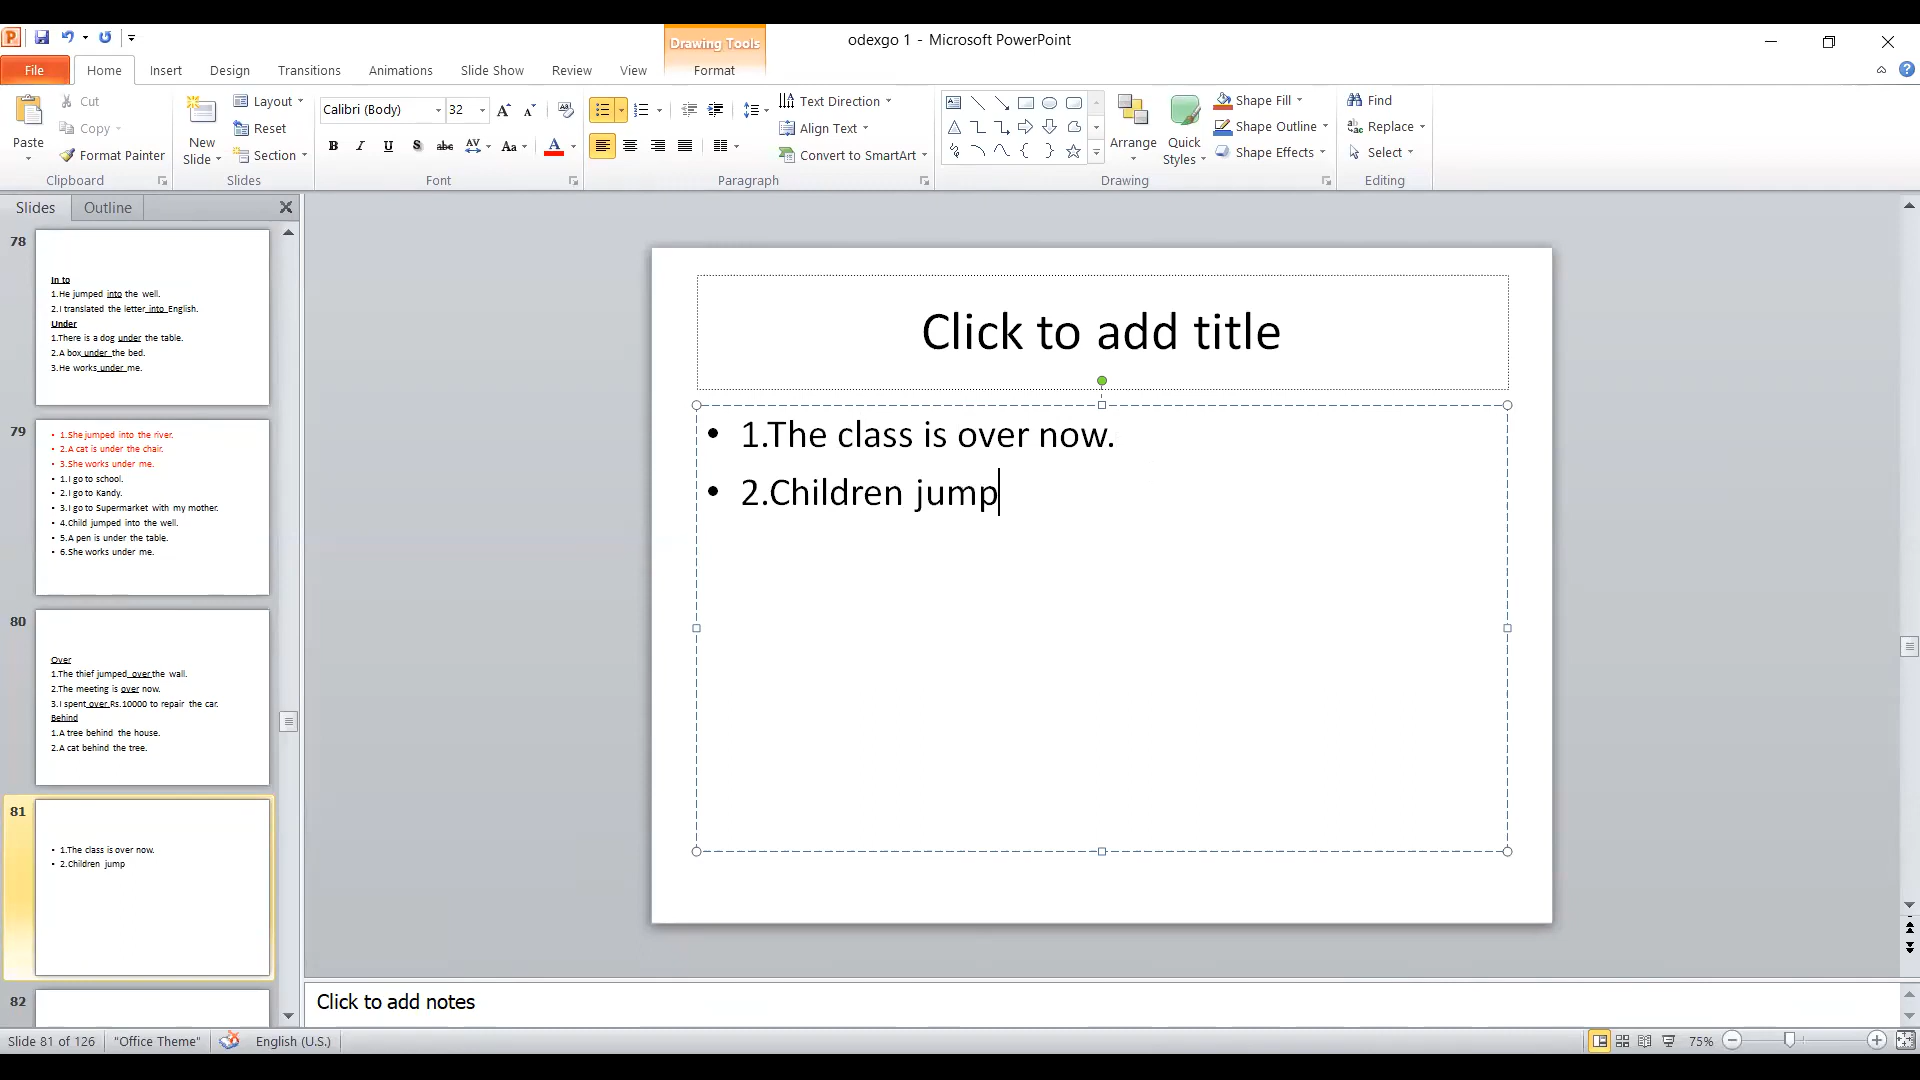 odexgo 1 - Microsoft PowerPoint
Drawing Tools
File Home Insert Design Transitions Animations Slide Show Review View Format
Paste
Cut
Copy
Format Painter
Clipboard
New Slide
Layout
Reset
Section
Slides
Calibri (Body) 32
B I U S abc AV Aa A
Font
Text Direction
Align Text
Convert to SmartArt
Paragraph
Arrange
Quick Styles
Shape Fill
Shape Outline
Shape Effects
Drawing
Find
Replace
Select
Editing
Slides Outline
78
In to
1.He jumped into the well.
2.I translated the letter into English.
Under
1.There is a dog under the table.
2.A box under the bed.
3.He works under me.
79
• 1.She jumped into the river.
• 2.A cat is under the chair.
• 3.She works under me.
• 1.I go to school.
• 2.I go to Kandy.
• 3.I go to Supermarket with my mother.
• 4.Child jumped into the well.
• 5.A pen is under the table.
• 6.She works under me.
80
Over
1.The thief jumped over the wall.
2.The meeting is over now.
3.I spent over Rs.10000 to repair the car.
Behind
1.A tree behind the house.
2.A cat behind the tree.
81
• 1.The class is over now.
• 2.Children jump
82
Click to add title
• 1.The class is over now.
• 2.Children jump
Click to add notes
Slide 81 of 126 "Office Theme" English (U.S.) 75%